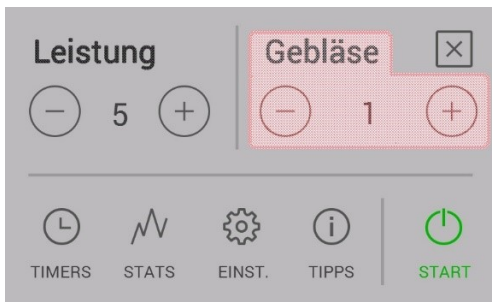 Leistung
Gebläse
5
1
TIMERS STATS EINST. TIPPS START